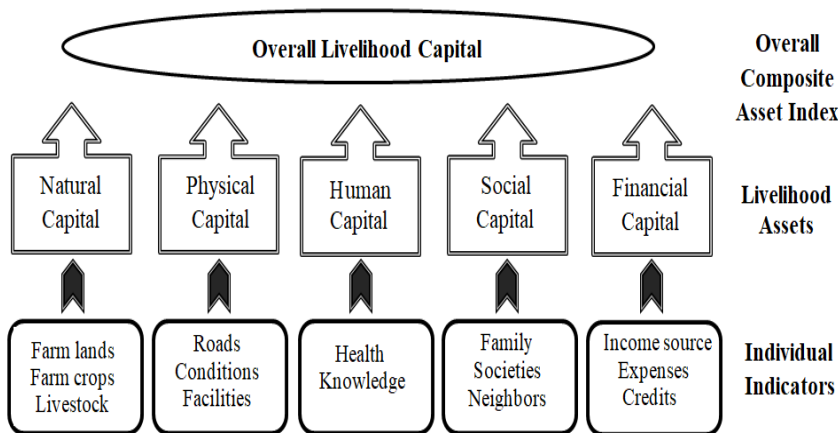 Overall Livelihood Capital
Overall
Composite
Asset Index
Natural
Capital
Physical
Capital
Human
Capital
Social
Capital
Financial
Capital
Livelihood
Assets
Farm lands
Farm crops
Livestock
Roads
Conditions
Facilities
Health
Knowledge
Family
Societies
Neighbors
Income source
Expenses
Credits
Individual
Indicators